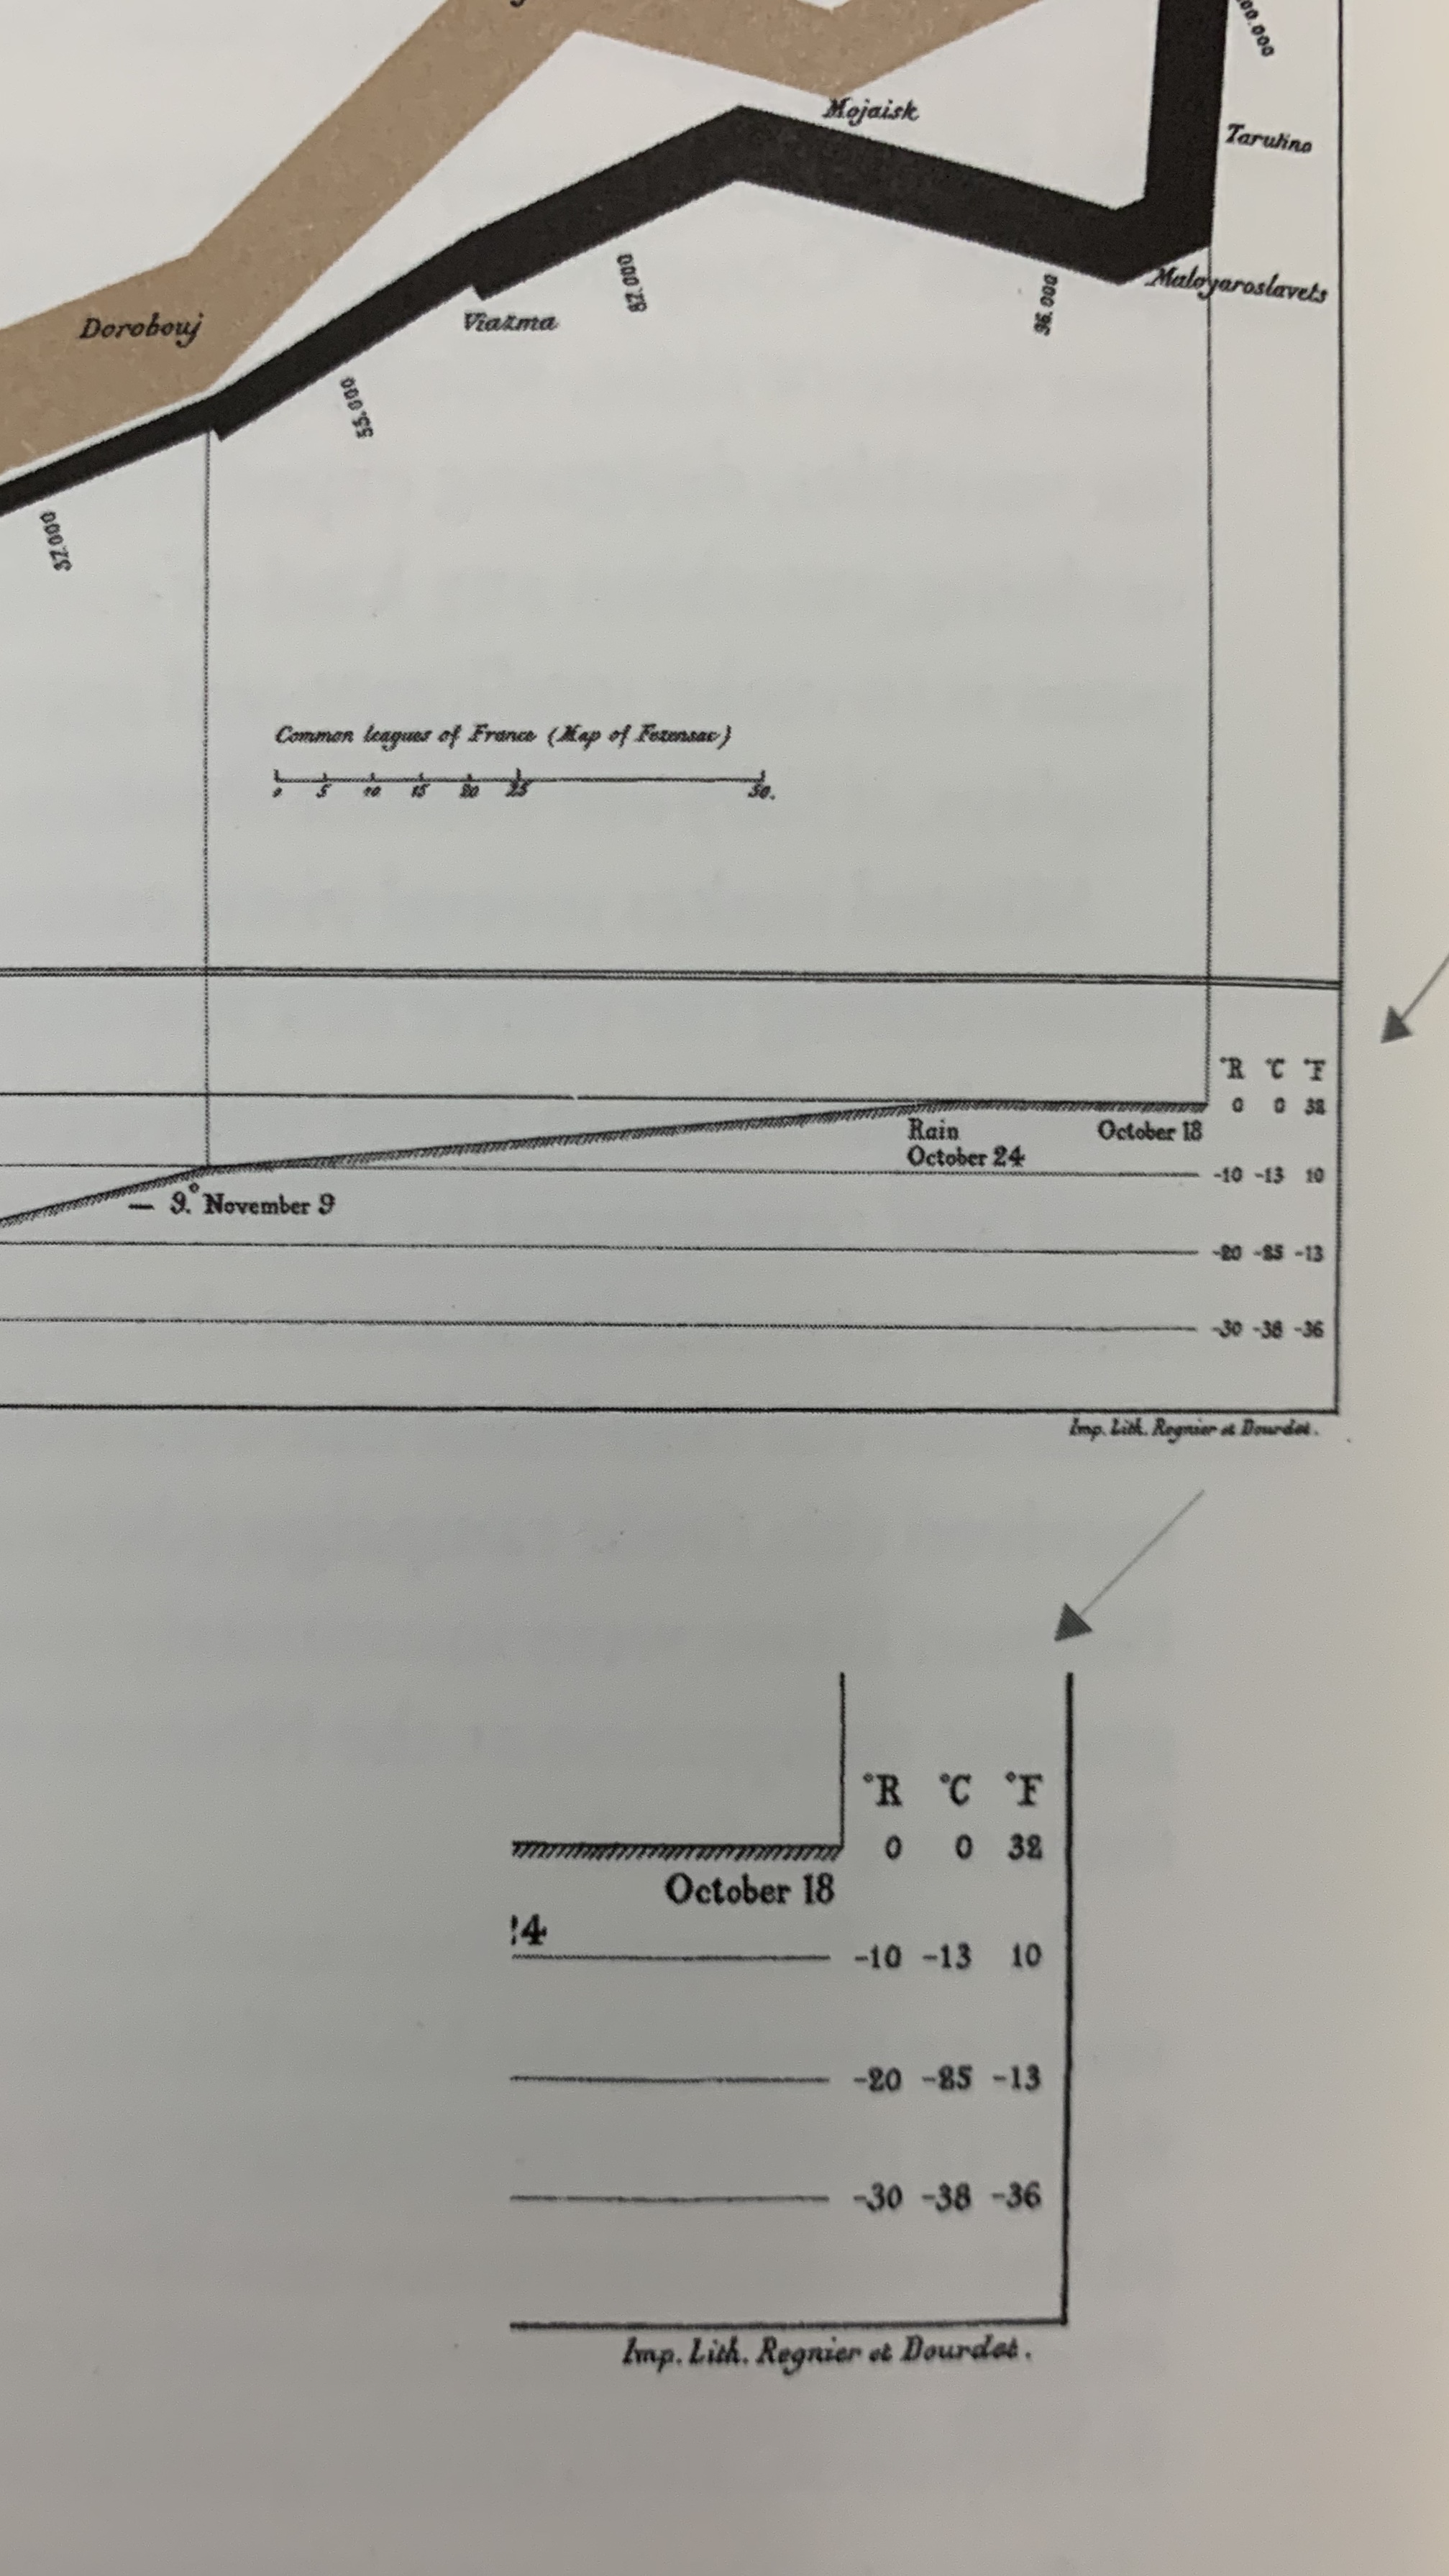 Mojaisk
Tarutino
Maloyaroslavets
96.000
82.000
Viazma
Dorobouj
55.000
37.000
Common leagues of France (Map of Fezensac)
0 5 10 15 20 25 50.
°R °C °F
0 0 32
Rain
October 24
October 18
-10 -13 10
— 9.° November 9
-20 -25 -13
-30 -38 -36
Imp. Lith. Regnier et Dourdet.
°R °C °F
0 0 32
October 18
24
-10 -13 10
-20 -25 -13
-30 -38 -36
Imp. Lith. Regnier et Dourdet.